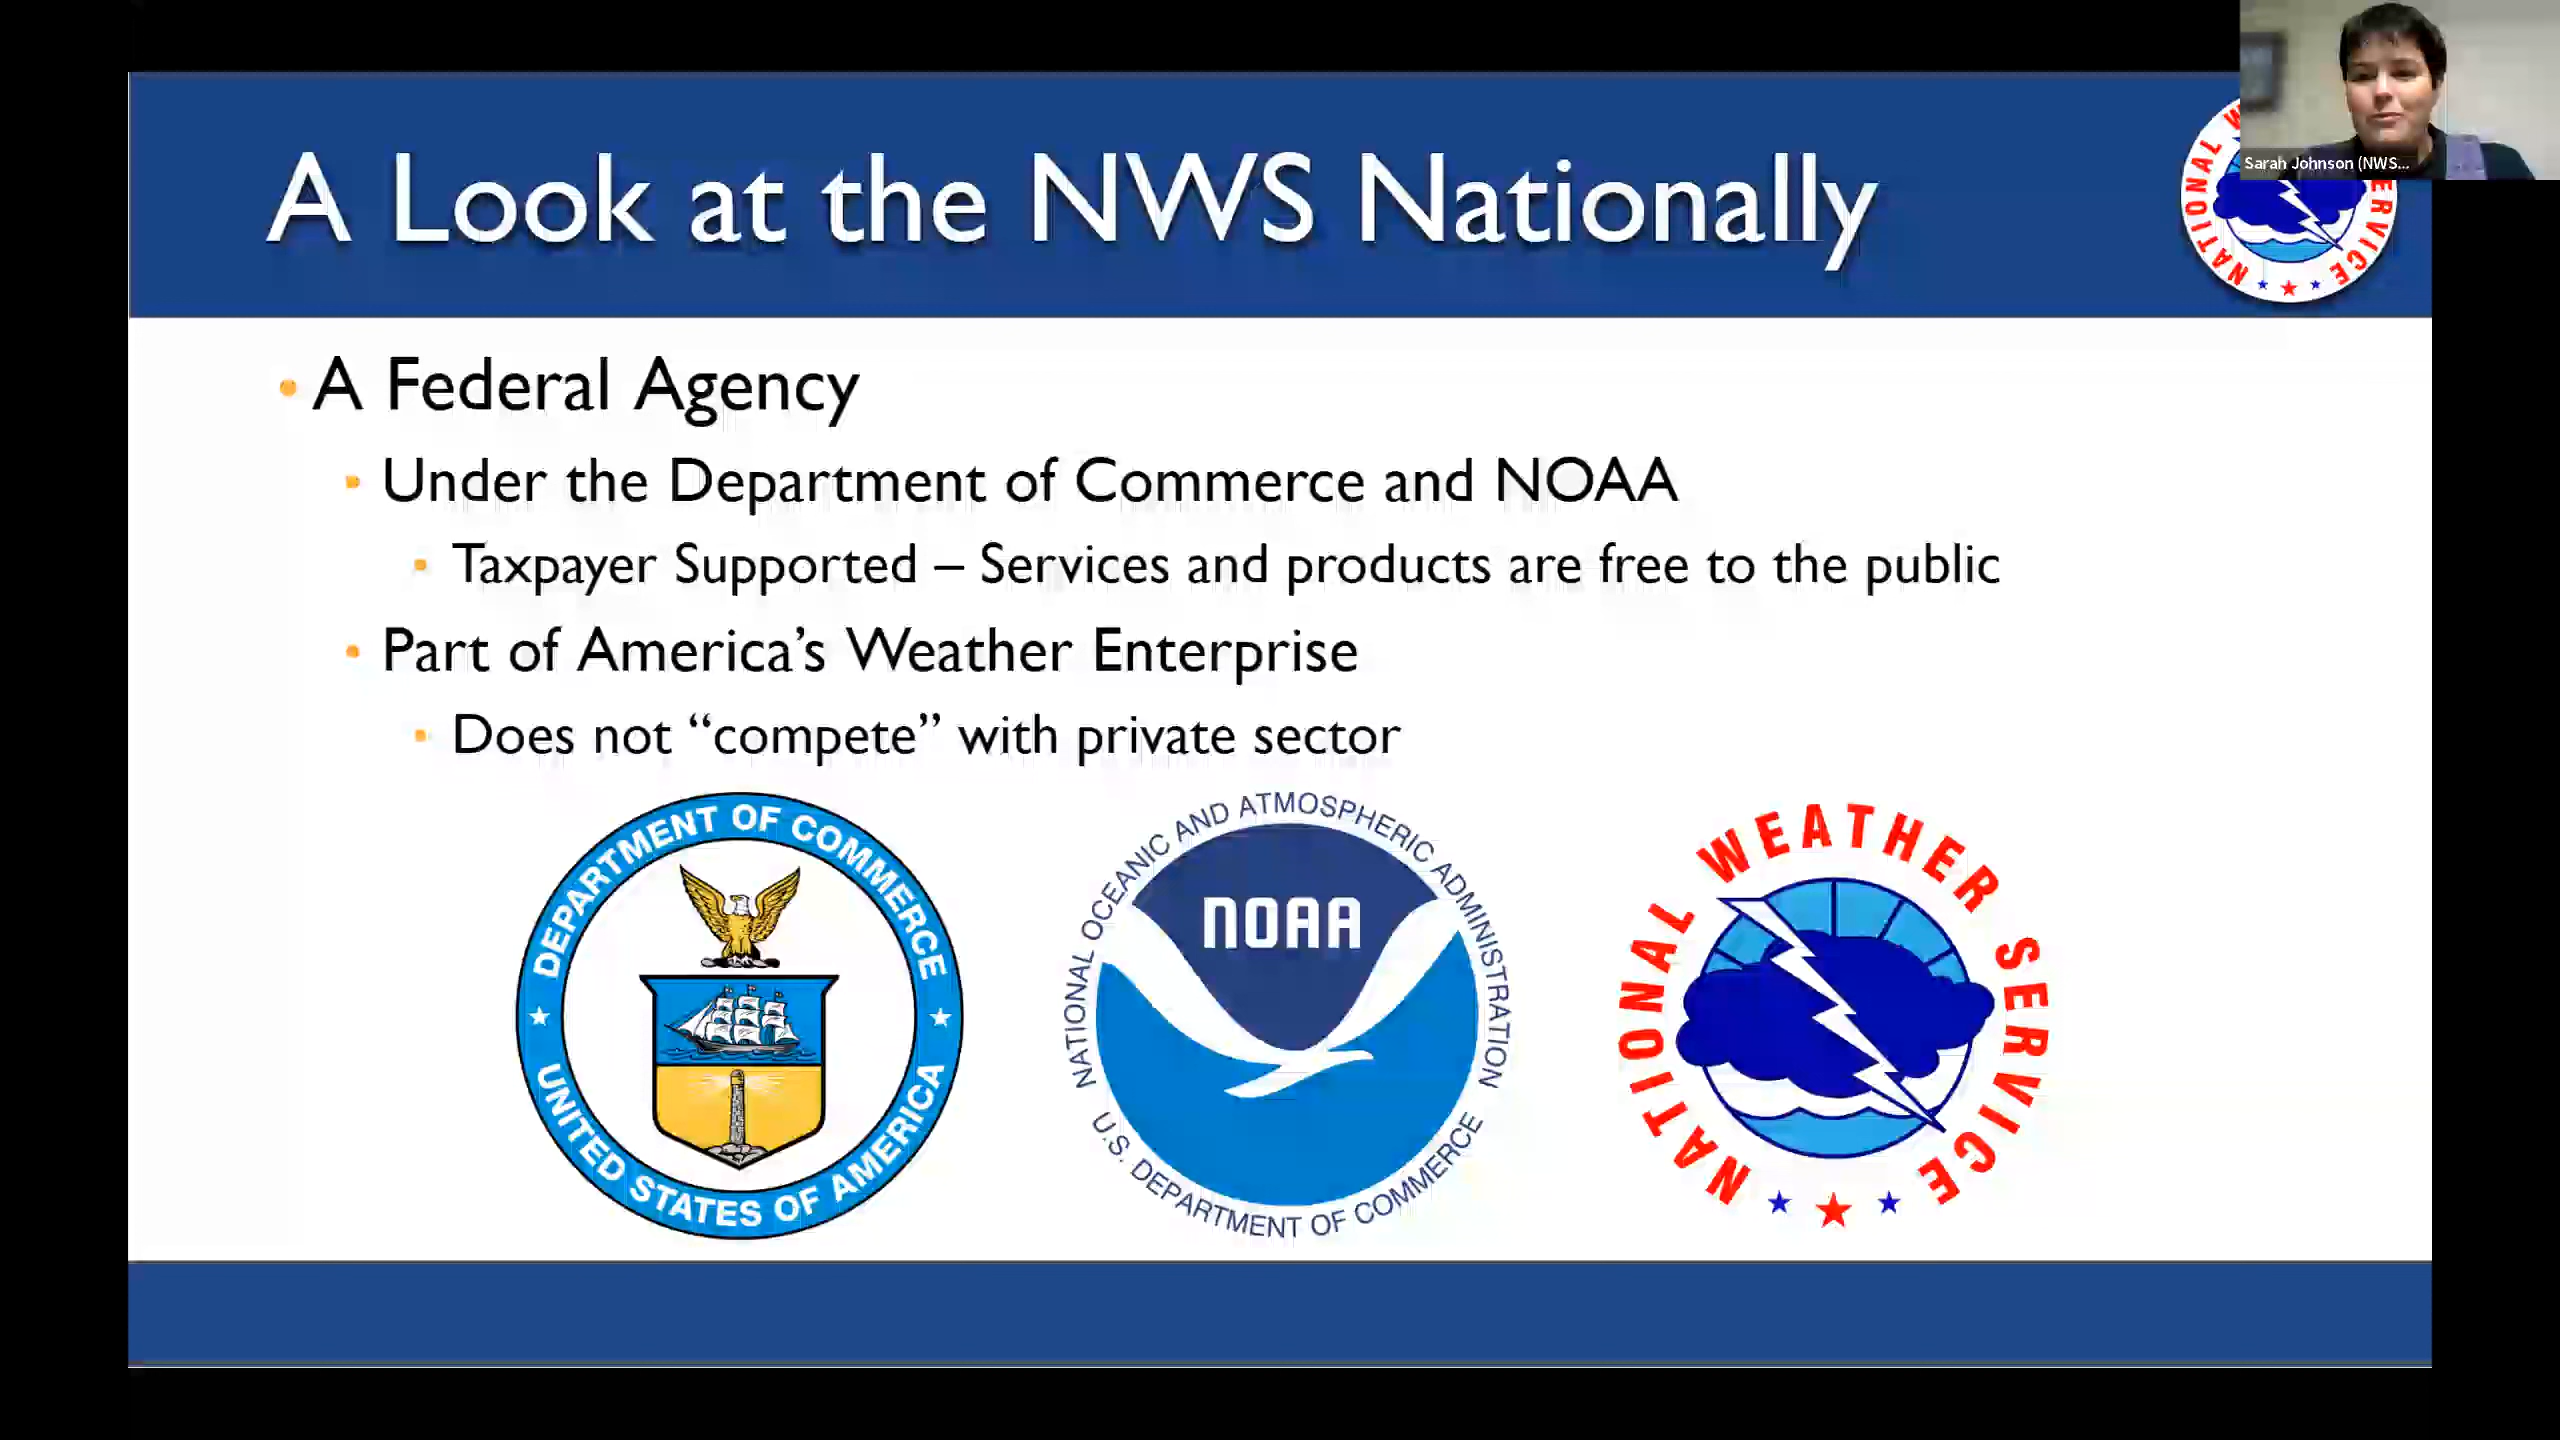 A Look at the NWS Nationally
Sarah Johnson (NWS...
NATIONAL W
ERVICE
• A Federal Agency
• Under the Department of Commerce and NOAA
• Taxpayer Supported – Services and products are free to the public
• Part of America’s Weather Enterprise
• Does not “compete” with private sector
DEPARTMENT OF COMMERCE
UNITED STATES OF AMERICA
NATIONAL OCEANIC AND ATMOSPHERIC ADMINISTRATION
NOAA
U.S. DEPARTMENT OF COMMERCE
NATIONAL WEATHER SERVICE